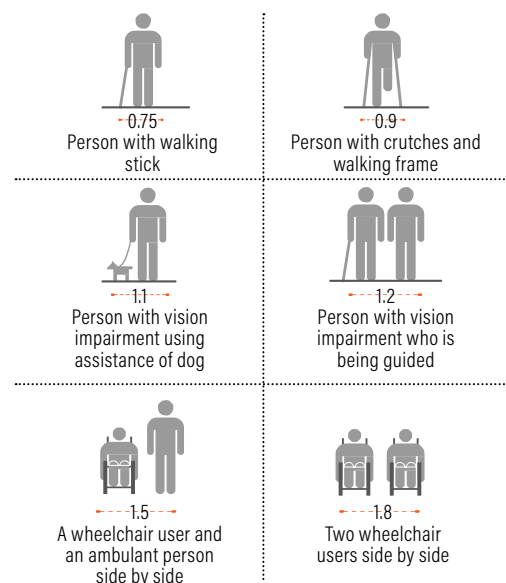 0.75
Person with walking
stick
0.9
Person with crutches and
walking frame
1.1
Person with vision
impairment using
assistance of dog
1.2
Person with vision
impairment who is
being guided
1.5
A wheelchair user and
an ambulant person
side by side
1.8
Two wheelchair
users side by side